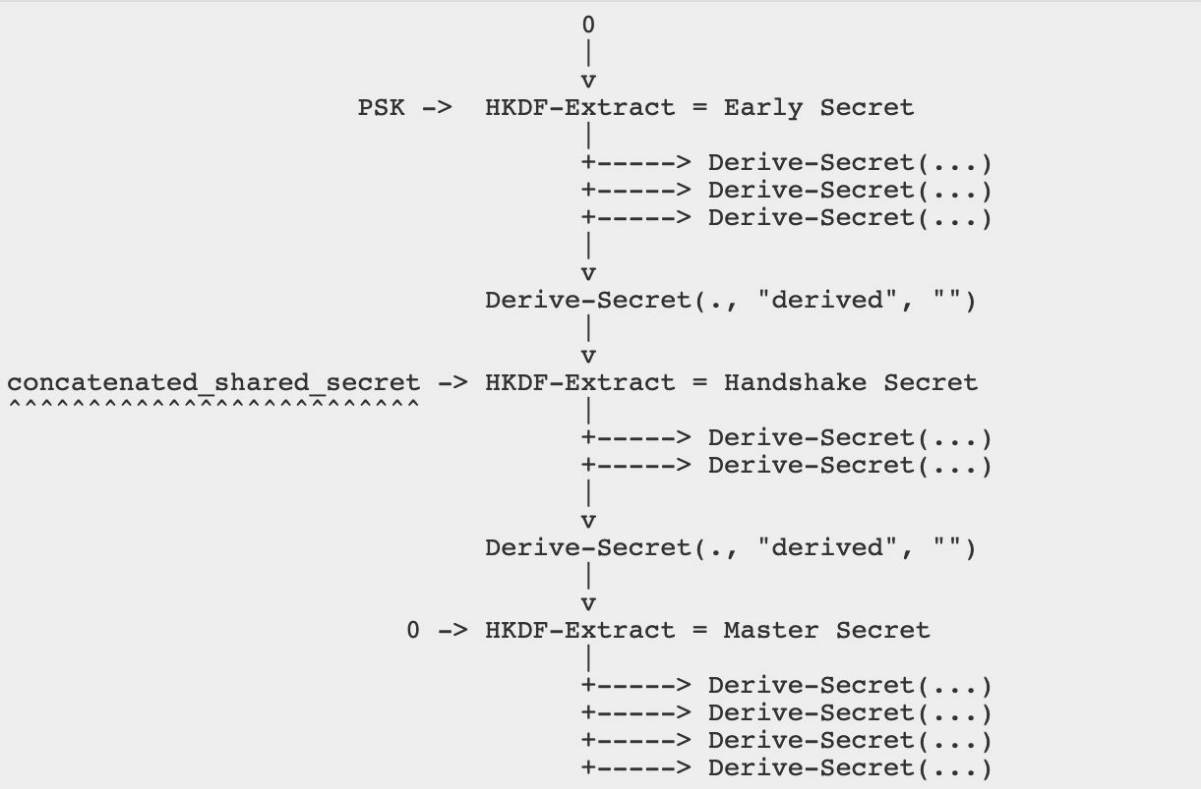 0
|
v
PSK -> HKDF-Extract = Early Secret
|
+-----> Derive-Secret(...)
+-----> Derive-Secret(...)
+-----> Derive-Secret(...)
|
v
Derive-Secret(., "derived", "")
|
v
concatenated_shared_secret -> HKDF-Extract = Handshake Secret
^^^^^^^^^^^^^^^^^^^^^^^^^^ |
+-----> Derive-Secret(...)
+-----> Derive-Secret(...)
|
v
Derive-Secret(., "derived", "")
|
v
0 -> HKDF-Extract = Master Secret
|
+-----> Derive-Secret(...)
+-----> Derive-Secret(...)
+-----> Derive-Secret(...)
+-----> Derive-Secret(...)